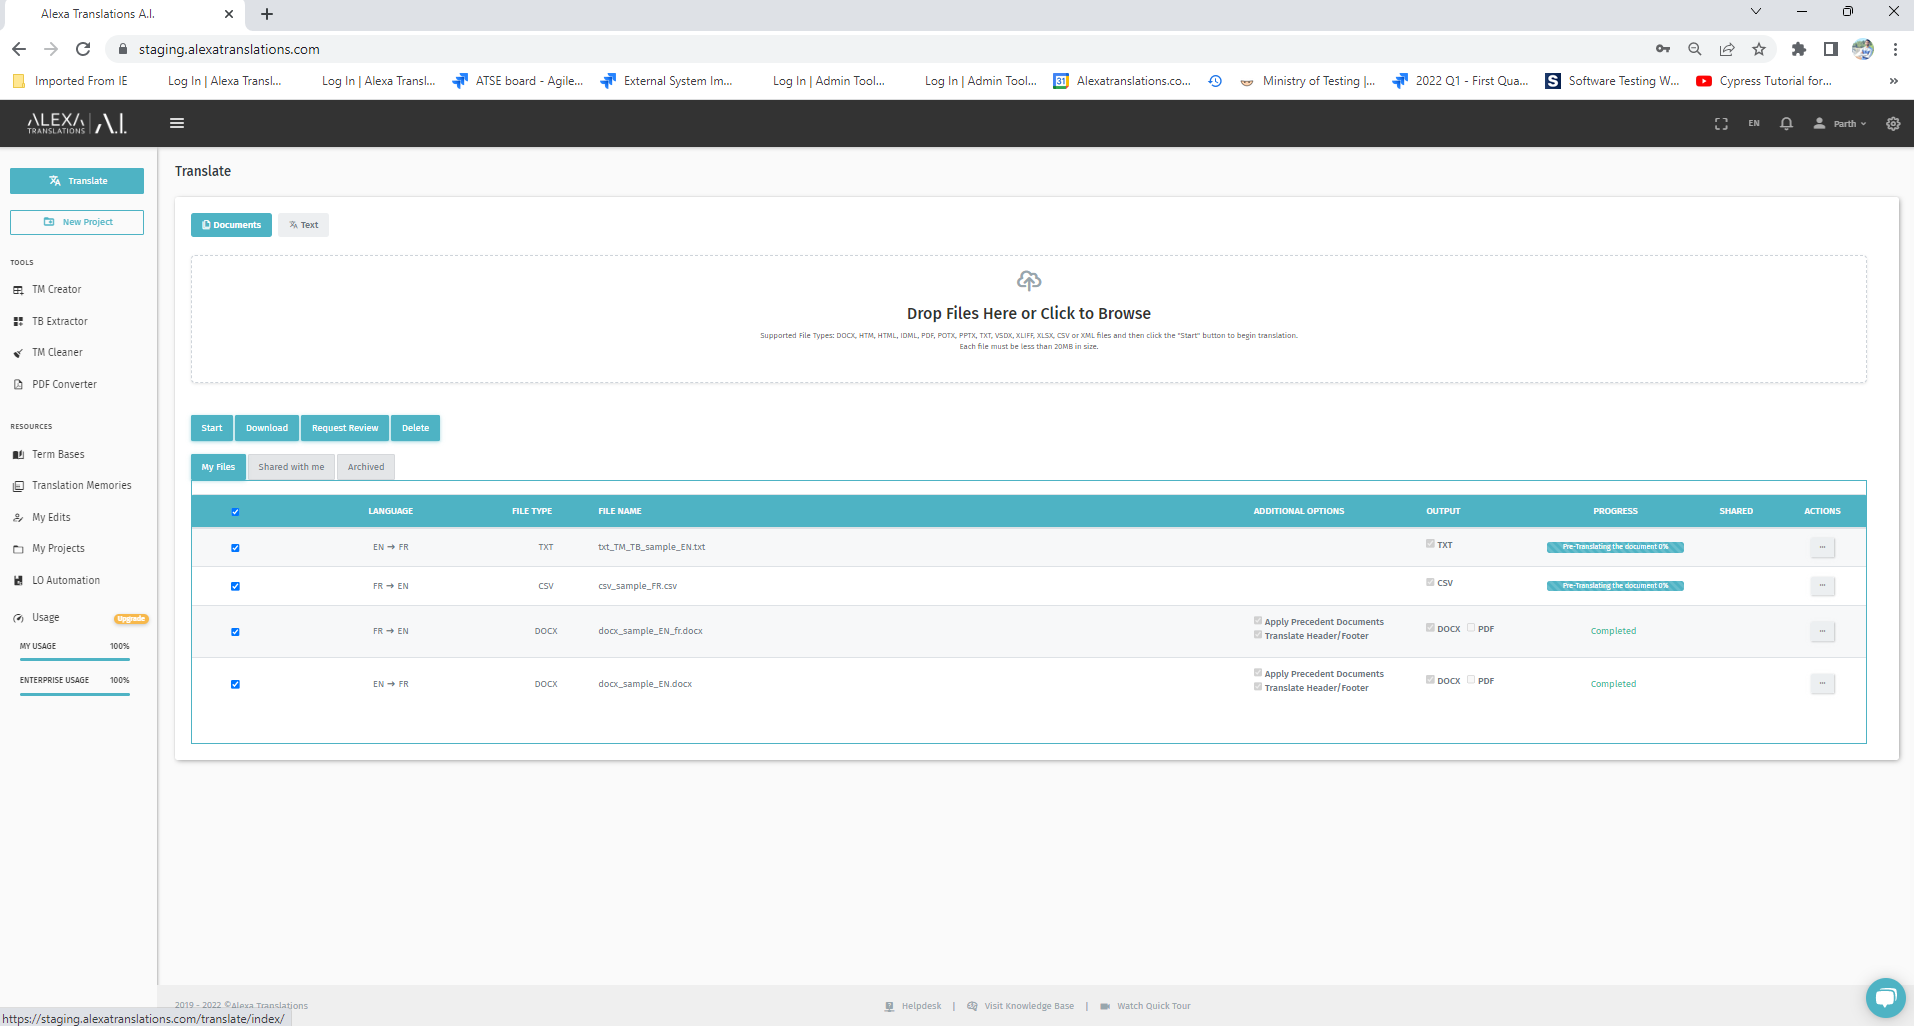 Alexa Translations A.I.
staging.alexatranslations.com
Imported From IE
Log In | Alexa Transl...
Log In | Alexa Transl...
ATSE board - Agile...
External System Im...
Log In | Admin Tool...
Log In | Admin Tool...
31
Alexatranslations.co...
Ministry of Testing |...
2022 Q1 - First Qua...
S
Software Testing W...
Cypress Tutorial for...
»
ALEXA TRANSLATIONS | A.I.
EN
Parth
Translate
New Project
TOOLS
TM Creator
TB Extractor
TM Cleaner
PDF Converter
RESOURCES
Term Bases
Translation Memories
My Edits
My Projects
LO Automation
Usage
Upgrade
MY USAGE 100%
ENTERPRISE USAGE 100%
Translate
Documents
Text
Drop Files Here or Click to Browse
Supported File Types: DOCX, HTM, HTML, IDML, PDF, POTX, PPTX, TXT, VSDX, XLIFF, XLSX, CSV or XML files and then click the "Start" button to begin translation.
Each file must be less than 20MB in size.
Start
Download
Request Review
Delete
My Files
Shared with me
Archived
LANGUAGE FILE TYPE FILE NAME ADDITIONAL OPTIONS OUTPUT PROGRESS SHARED ACTIONS
EN → FR TXT txt_TM_TB_sample_EN.txt TXT Pre-Translating the document 0% ...
FR → EN CSV csv_sample_FR.csv CSV Pre-Translating the document 0% ...
FR → EN DOCX docx_sample_EN_fr.docx Apply Precedent Documents
Translate Header/Footer DOCX PDF Completed ...
EN → FR DOCX docx_sample_EN.docx Apply Precedent Documents
Translate Header/Footer DOCX PDF Completed ...
2019 - 2022 ©Alexa Translations
Helpdesk | Visit Knowledge Base | Watch Quick Tour
https://staging.alexatranslations.com/translate/index/